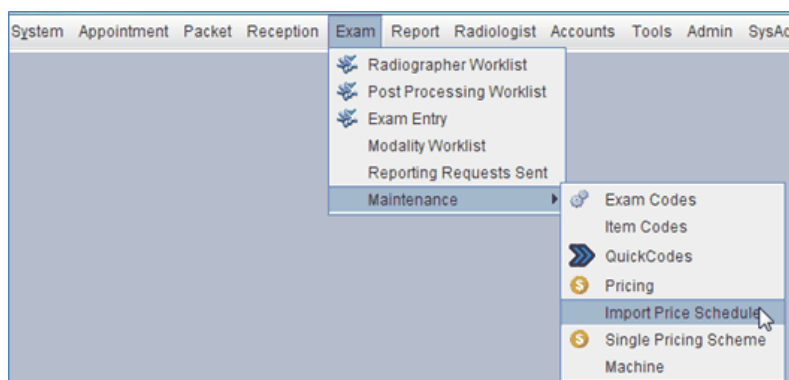 System Appointment Packet Reception Exam Report Radiologist Accounts Tools Admin SysAd
Radiographer Worklist
Post Processing Worklist
Exam Entry
Modality Worklist
Reporting Requests Sent
Maintenance
Exam Codes
Item Codes
QuickCodes
Pricing
Import Price Schedule
Single Pricing Scheme
Machine